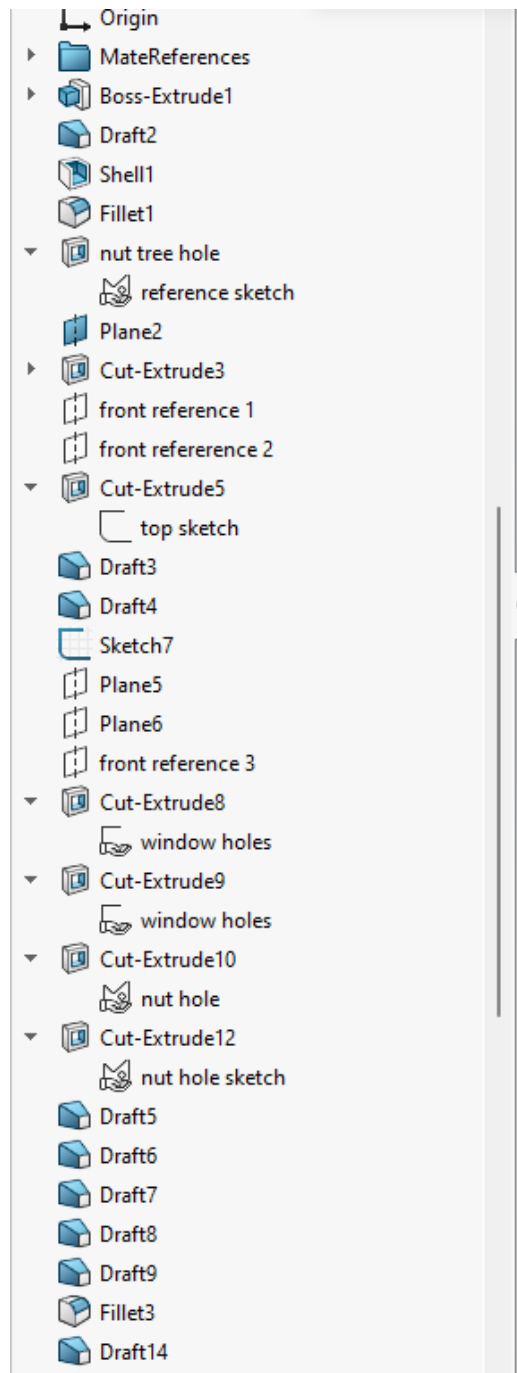 Origin
MateReferences
Boss-Extrude1
Draft2
Shell1
Fillet1
nut tree hole
reference sketch
Plane2
Cut-Extrude3
front reference 1
front refererence 2
Cut-Extrude5
top sketch
Draft3
Draft4
Sketch7
Plane5
Plane6
front reference 3
Cut-Extrude8
window holes
Cut-Extrude9
window holes
Cut-Extrude10
nut hole
Cut-Extrude12
nut hole sketch
Draft5
Draft6
Draft7
Draft8
Draft9
Fillet3
Draft14